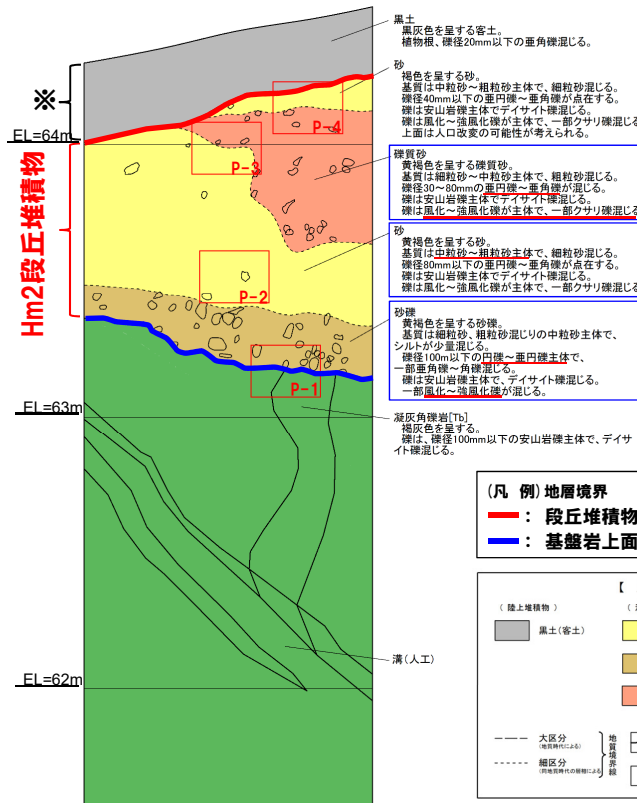 黒土
黒灰色を呈する客土。
植物根、礫径20mm以下の亜角礫混じる。
砂
褐色を呈する砂。
基質は中粒砂～粗粒砂主体で、細粒砂混じる。
礫径40mm以下の亜円礫～亜角礫が点在する。
礫は安山岩礫主体でデイサイト礫混じる。
礫は風化～強風化礫が主体で、一部クサリ礫混じる
上面は人口改変の可能性が考えられる。
礫質砂
黄褐色を呈する礫質砂。
基質は細粒砂～中粒砂主体で、粗粒砂混じる。
礫径30～80mmの亜円礫～亜角礫が混じる。
礫は安山岩礫主体でデイサイト礫混じる。
礫は風化～強風化礫が主体で、一部クサリ礫混じる
砂
黄褐色を呈する砂。
基質は中粒砂～粗粒砂主体で、細粒砂混じる。
礫径80mm以下の亜円礫～亜角礫が点在する。
礫は安山岩礫主体でデイサイト礫混じる。
礫は風化～強風化礫が主体で、一部クサリ礫混じる
砂礫
黄褐色を呈する砂礫。
基質は細粒砂、粗粒砂混じりの中粒砂主体で、
シルトが少量混じる。
礫径100m以下の円礫～亜円礫主体で、
一部亜角礫～角礫混じる。
礫は安山岩礫主体で、デイサイト礫混じる。
一部風化～強風化礫が混じる。
凝灰角礫岩[Tb]
褐灰色を呈する。
礫は、礫径100mm以下の安山岩礫主体で、デイサ
イト礫混じる。
溝(人工)
※
EL=64m
Hm2段丘堆積物
EL=63m
EL=62m
P-4
P-3
P-2
P-1
(凡 例)地層境界
： 段丘堆積物
： 基盤岩上面
【
( 陸上堆積物 )
(
黒土(客土)
大区分
(地質時代による)
細区分
地質境界線